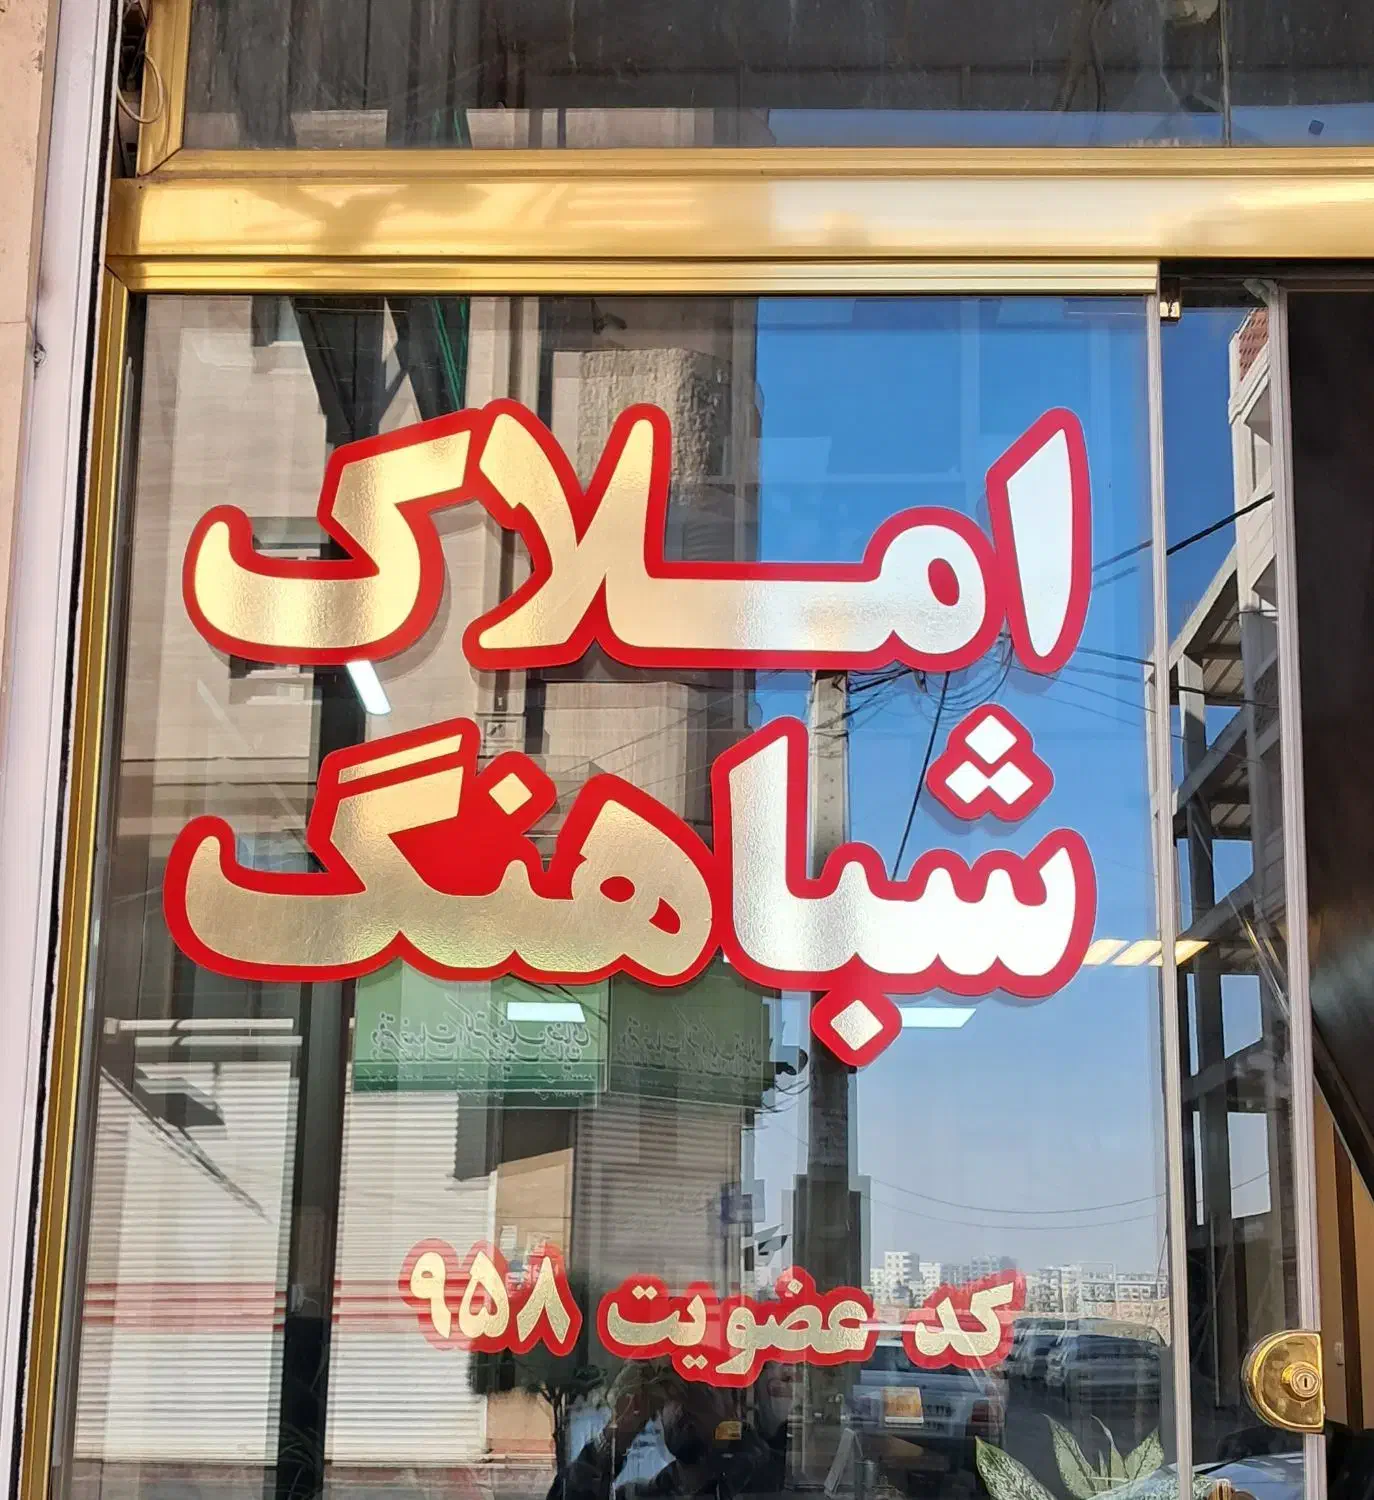 املاک
شباهنگ
کد عضویت ۹۵۸